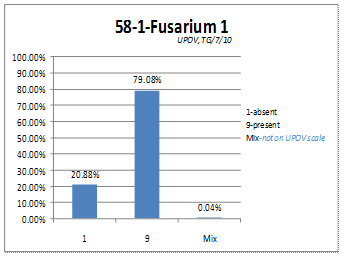 58-1-Fusarium 1
UPOV, TG/7/10
100.00%
90.00%
80.00%
70.00%
60.00%
50.00%
40.00%
30.00%
20.00%
10.00%
0.00%
20.88%
79.08%
0.04%
1
9
Mix
1-absent
9-present
Mix-not on UPOV scale